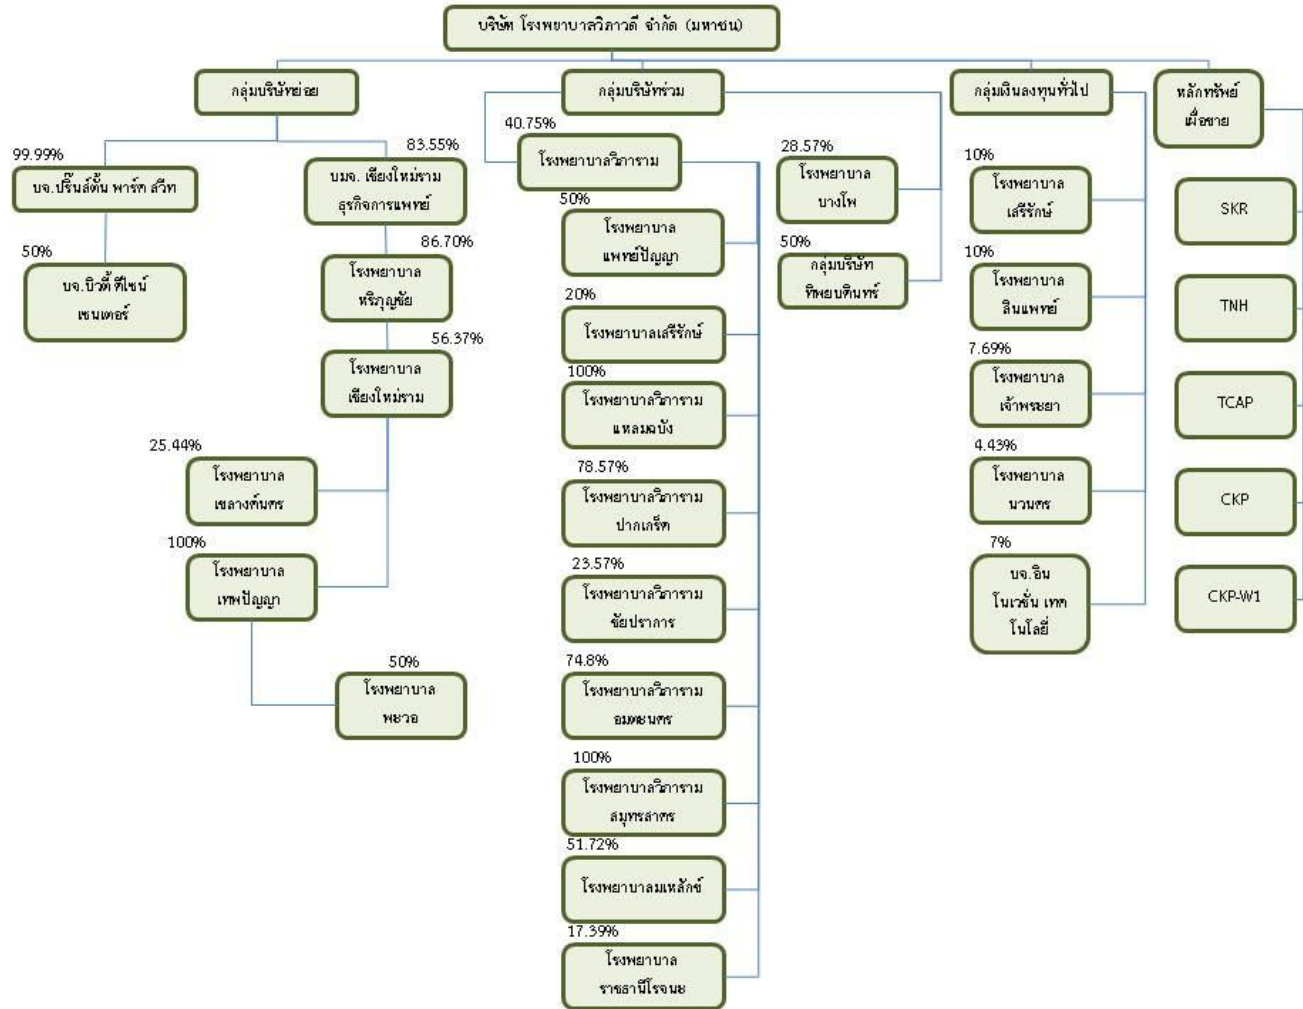 บริษัท โรงพยาบาลวิภาวดี จำกัด (มหาชน)
กลุ่มบริษัทย่อย
99.99%
บจ.ปริ๊นส์ตั้น พาร์ค สวีท
50%
บจ.บิวตี้ ดีไซน์
เซนเตอร์
83.55%
บมจ. เชียงใหม่ราม
ธุรกิจการแพทย์
86.70%
โรงพยาบาล
หริภุญชัย
56.37%
โรงพยาบาล
เชียงใหม่ราม
25.44%
โรงพยาบาล
เขลางค์นคร
100%
โรงพยาบาล
เทพปัญญา
50%
โรงพยาบาล
พะวอ
กลุ่มบริษัทร่วม
40.75%
โรงพยาบาลวิภาราม
50%
โรงพยาบาล
แพทย์ปัญญา
20%
โรงพยาบาลเสรีรักษ์
100%
โรงพยาบาลวิภาราม
แหลมฉบัง
78.57%
โรงพยาบาลวิภาราม
ปากเกร็ด
23.57%
โรงพยาบาลวิภาราม
ชัยปราการ
74.8%
โรงพยาบาลวิภาราม
อมตะนคร
100%
โรงพยาบาลวิภาราม
สมุทรสาคร
51.72%
โรงพยาบาลมเหสักข์
17.39%
โรงพยาบาล
ราชธานีโรจนะ
28.57%
โรงพยาบาล
บางโพ
50%
กลุ่มบริษัท
ทิพยบดินทร์
กลุ่มเงินลงทุนทั่วไป
10%
โรงพยาบาล
เสรีรักษ์
10%
โรงพยาบาล
สินแพทย์
7.69%
โรงพยาบาล
เจ้าพระยา
4.43%
โรงพยาบาล
นวนคร
7%
บจ.อิน
โนเวชั่น เทค
โนโลยี่
หลักทรัพย์
เผื่อขาย
SKR
TNH
TCAP
CKP
CKP-W1